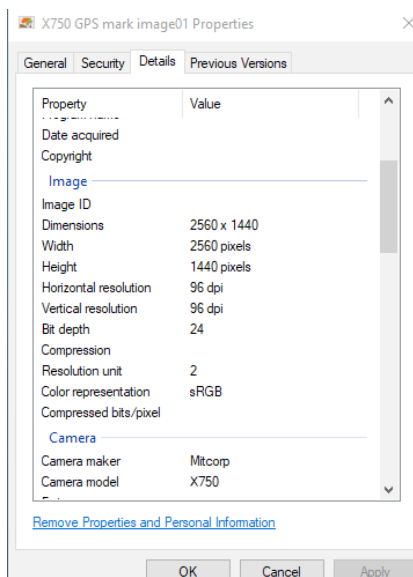 X750 GPS mark image01 Properties
General Security Details Previous Versions
Property Value
Date acquired
Copyright
Image
Image ID
Dimensions 2560 x 1440
Width 2560 pixels
Height 1440 pixels
Horizontal resolution 96 dpi
Vertical resolution 96 dpi
Bit depth 24
Compression
Resolution unit 2
Color representation sRGB
Compressed bits/pixel
Camera
Camera maker Mitcorp
Camera model X750
Remove Properties and Personal Information
OK Cancel Apply